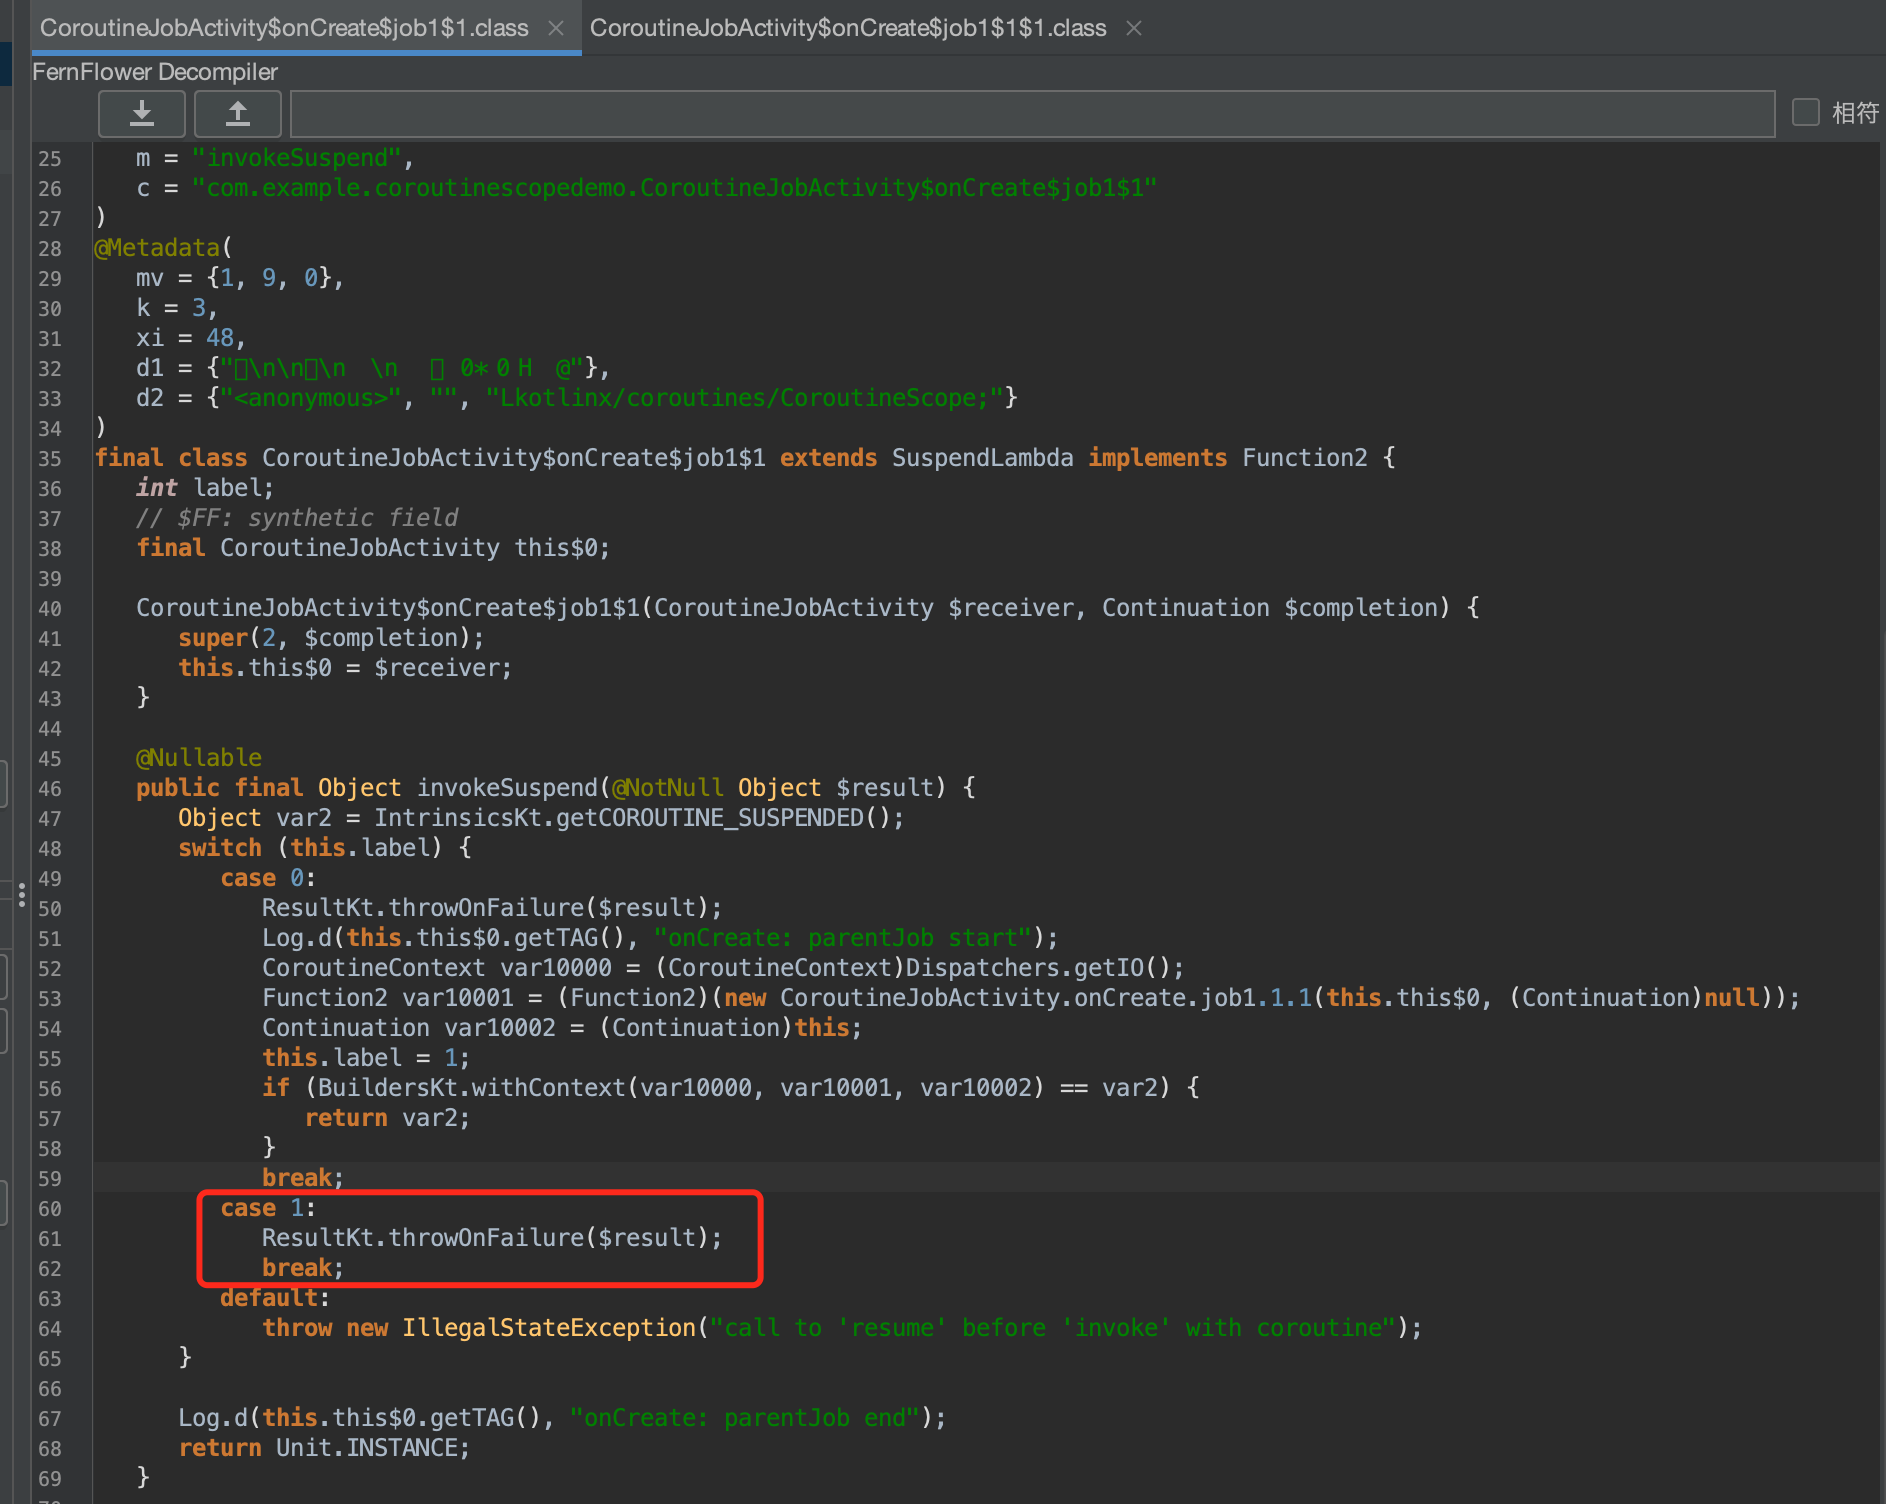 CoroutineJobActivity$onCreate$job1$1.class CoroutineJobActivity$onCreate$job1$1$1.class
FernFlower Decompiler
相符
25 m = "invokeSuspend",
26 c = "com.example.coroutinescopedemo.CoroutineJobActivity$onCreate$job1$1"
27 )
28 @Metadata(
29 mv = {1, 9, 0},
30 k = 3,
31 xi = 48,
32 d1 = {"\n\n\n \n 0* 0 H @"},
33 d2 = {"<anonymous>", "", "Lkotlinx/coroutines/CoroutineScope;"}
34 )
35 final class CoroutineJobActivity$onCreate$job1$1 extends SuspendLambda implements Function2 {
36 int label;
37 // $FF: synthetic field
38 final CoroutineJobActivity this$0;
39
40 CoroutineJobActivity$onCreate$job1$1(CoroutineJobActivity $receiver, Continuation $completion) {
41 super(2, $completion);
42 this.this$0 = $receiver;
43 }
44
45 @Nullable
46 public final Object invokeSuspend(@NotNull Object $result) {
47 Object var2 = IntrinsicsKt.getCOROUTINE_SUSPENDED();
48 switch (this.label) {
49 case 0:
50 ResultKt.throwOnFailure($result);
51 Log.d(this.this$0.getTAG(), "onCreate: parentJob start");
52 CoroutineContext var10000 = (CoroutineContext)Dispatchers.getIO();
53 Function2 var10001 = (Function2)(new CoroutineJobActivity.onCreate.job1.1.1(this.this$0, (Continuation)null));
54 Continuation var10002 = (Continuation)this;
55 this.label = 1;
56 if (BuildersKt.withContext(var10000, var10001, var10002) == var2) {
57 return var2;
58 }
59 break;
60 case 1:
61 ResultKt.throwOnFailure($result);
62 break;
63 default:
64 throw new IllegalStateException("call to 'resume' before 'invoke' with coroutine");
65 }
66
67 Log.d(this.this$0.getTAG(), "onCreate: parentJob end");
68 return Unit.INSTANCE;
69 }